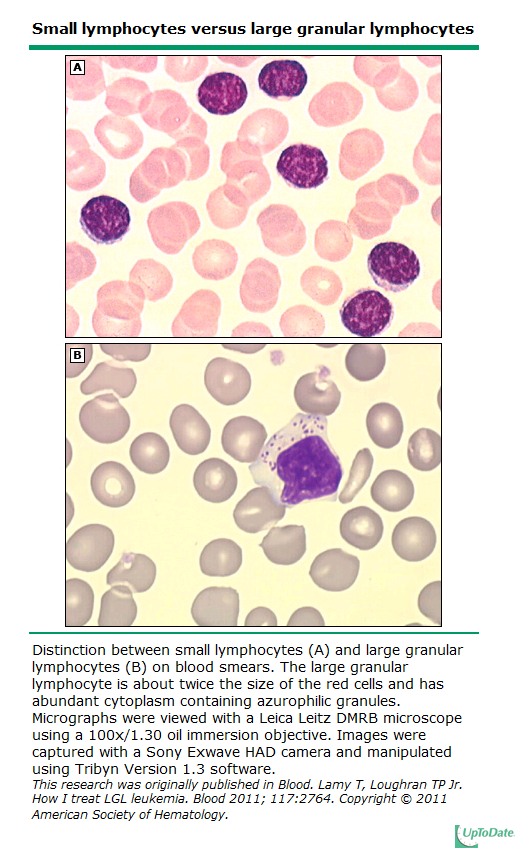 Small lymphocytes versus large granular lymphocytes
A
B
Distinction between small lymphocytes (A) and large granular
lymphocytes (B) on blood smears. The large granular
lymphocyte is about twice the size of the red cells and has
abundant cytoplasm containing azurophilic granules.
Micrographs were viewed with a Leica Leitz DMRB microscope
using a 100x/1.30 oil immersion objective. Images were
captured with a Sony Exwave HAD camera and manipulated
using Tribyn Version 1.3 software.
This research was originally published in Blood. Lamy T, Loughran TP Jr.
How I treat LGL leukemia. Blood 2011; 117:2764. Copyright © 2011
American Society of Hematology.
UpToDate